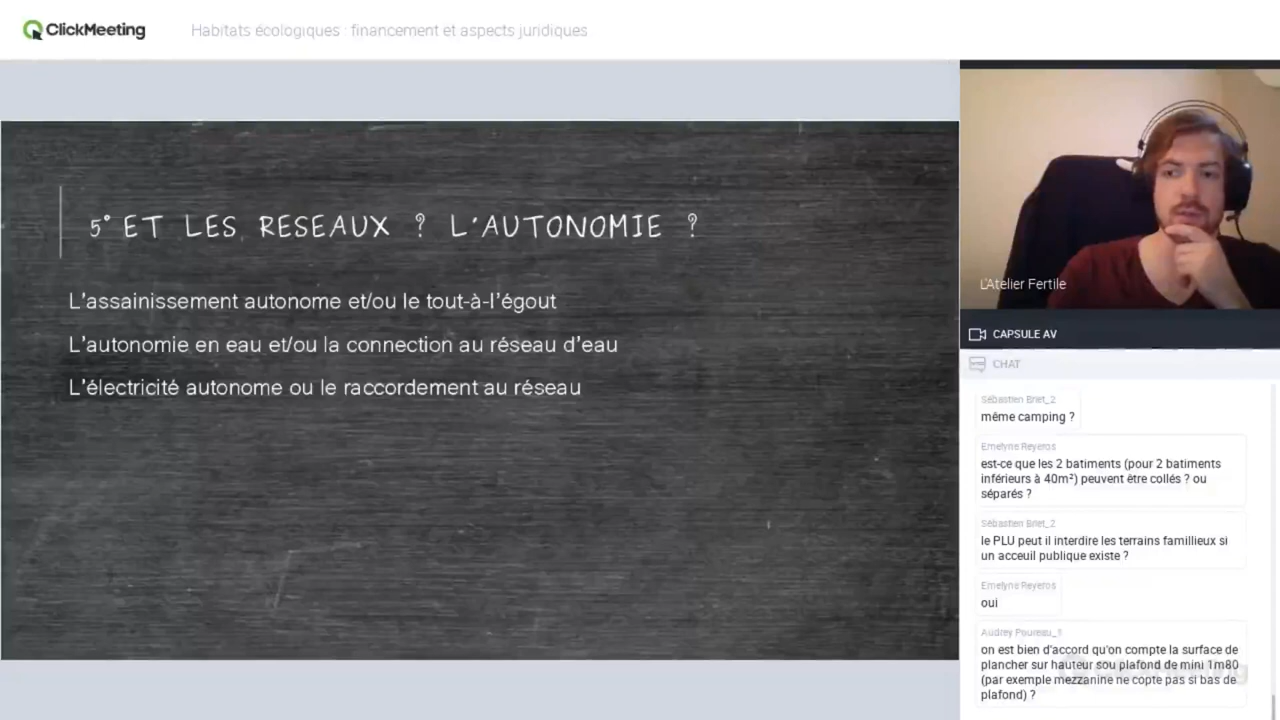 ClickMeeting
Habitats écologiques : financement et aspects juridiques
5° ET LES RESEAUX ? L'AUTONOMIE ?
L'assainissement autonome et/ou le tout-à-l'égout
L'autonomie en eau et/ou la connection au réseau d'eau
L'électricité autonome ou le raccordement au réseau
L'Atelier Fertile
CAPSULE AV
CHAT
Sébastien Briet_2
même camping ?
Emelyne Reyeros
est-ce que les 2 batiments (pour 2 batiments
inférieurs à 40m²) peuvent être collés ? ou
séparés ?
Sébastien Briet_2
le PLU peut il interdire les terrains famillieux si
un acceuil publique existe ?
Emelyne Reyeros
oui
Audrey Poureau_1
on est bien d'accord qu'on compte la surface de
plancher sur hauteur sou plafond de mini 1m80
(par exemple mezzanine ne copte pas si bas de
plafond) ?